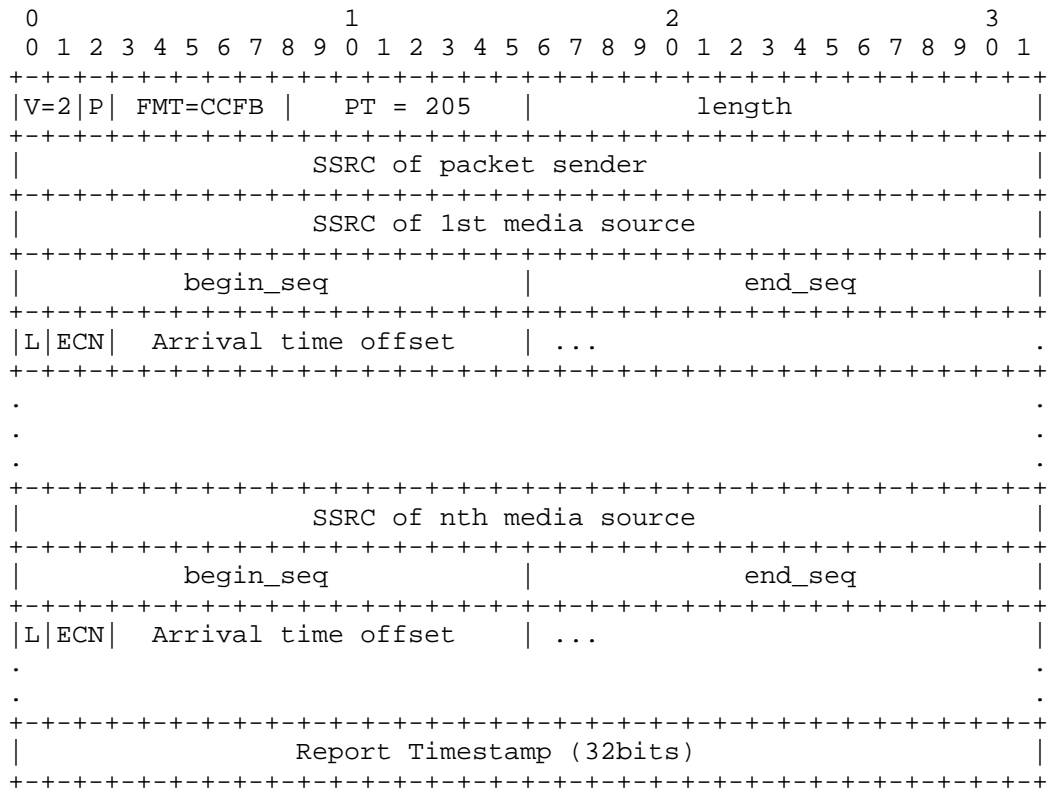 0                   1                   2                   3
 0 1 2 3 4 5 6 7 8 9 0 1 2 3 4 5 6 7 8 9 0 1 2 3 4 5 6 7 8 9 0 1
+-+-+-+-+-+-+-+-+-+-+-+-+-+-+-+-+-+-+-+-+-+-+-+-+-+-+-+-+-+-+-+-+
|V=2|P| FMT=CCFB |   PT = 205   |          length               |
+-+-+-+-+-+-+-+-+-+-+-+-+-+-+-+-+-+-+-+-+-+-+-+-+-+-+-+-+-+-+-+-+
|                  SSRC of packet sender                        |
+-+-+-+-+-+-+-+-+-+-+-+-+-+-+-+-+-+-+-+-+-+-+-+-+-+-+-+-+-+-+-+-+
|                  SSRC of 1st media source                     |
+-+-+-+-+-+-+-+-+-+-+-+-+-+-+-+-+-+-+-+-+-+-+-+-+-+-+-+-+-+-+-+-+
|          begin_seq            |             end_seq           |
+-+-+-+-+-+-+-+-+-+-+-+-+-+-+-+-+-+-+-+-+-+-+-+-+-+-+-+-+-+-+-+-+
|L|ECN|  Arrival time offset    | ...                           .
+-+-+-+-+-+-+-+-+-+-+-+-+-+-+-+-+-+-+-+-+-+-+-+-+-+-+-+-+-+-+-+-+
.                                                               .
.                                                               .
.                                                               .
+-+-+-+-+-+-+-+-+-+-+-+-+-+-+-+-+-+-+-+-+-+-+-+-+-+-+-+-+-+-+-+-+
|                  SSRC of nth media source                     |
+-+-+-+-+-+-+-+-+-+-+-+-+-+-+-+-+-+-+-+-+-+-+-+-+-+-+-+-+-+-+-+-+
|          begin_seq            |             end_seq           |
+-+-+-+-+-+-+-+-+-+-+-+-+-+-+-+-+-+-+-+-+-+-+-+-+-+-+-+-+-+-+-+-+
|L|ECN|  Arrival time offset    | ...                           |
.                                                               .
.                                                               .
+-+-+-+-+-+-+-+-+-+-+-+-+-+-+-+-+-+-+-+-+-+-+-+-+-+-+-+-+-+-+-+-+
|                 Report Timestamp (32bits)                     |
+-+-+-+-+-+-+-+-+-+-+-+-+-+-+-+-+-+-+-+-+-+-+-+-+-+-+-+-+-+-+-+-+